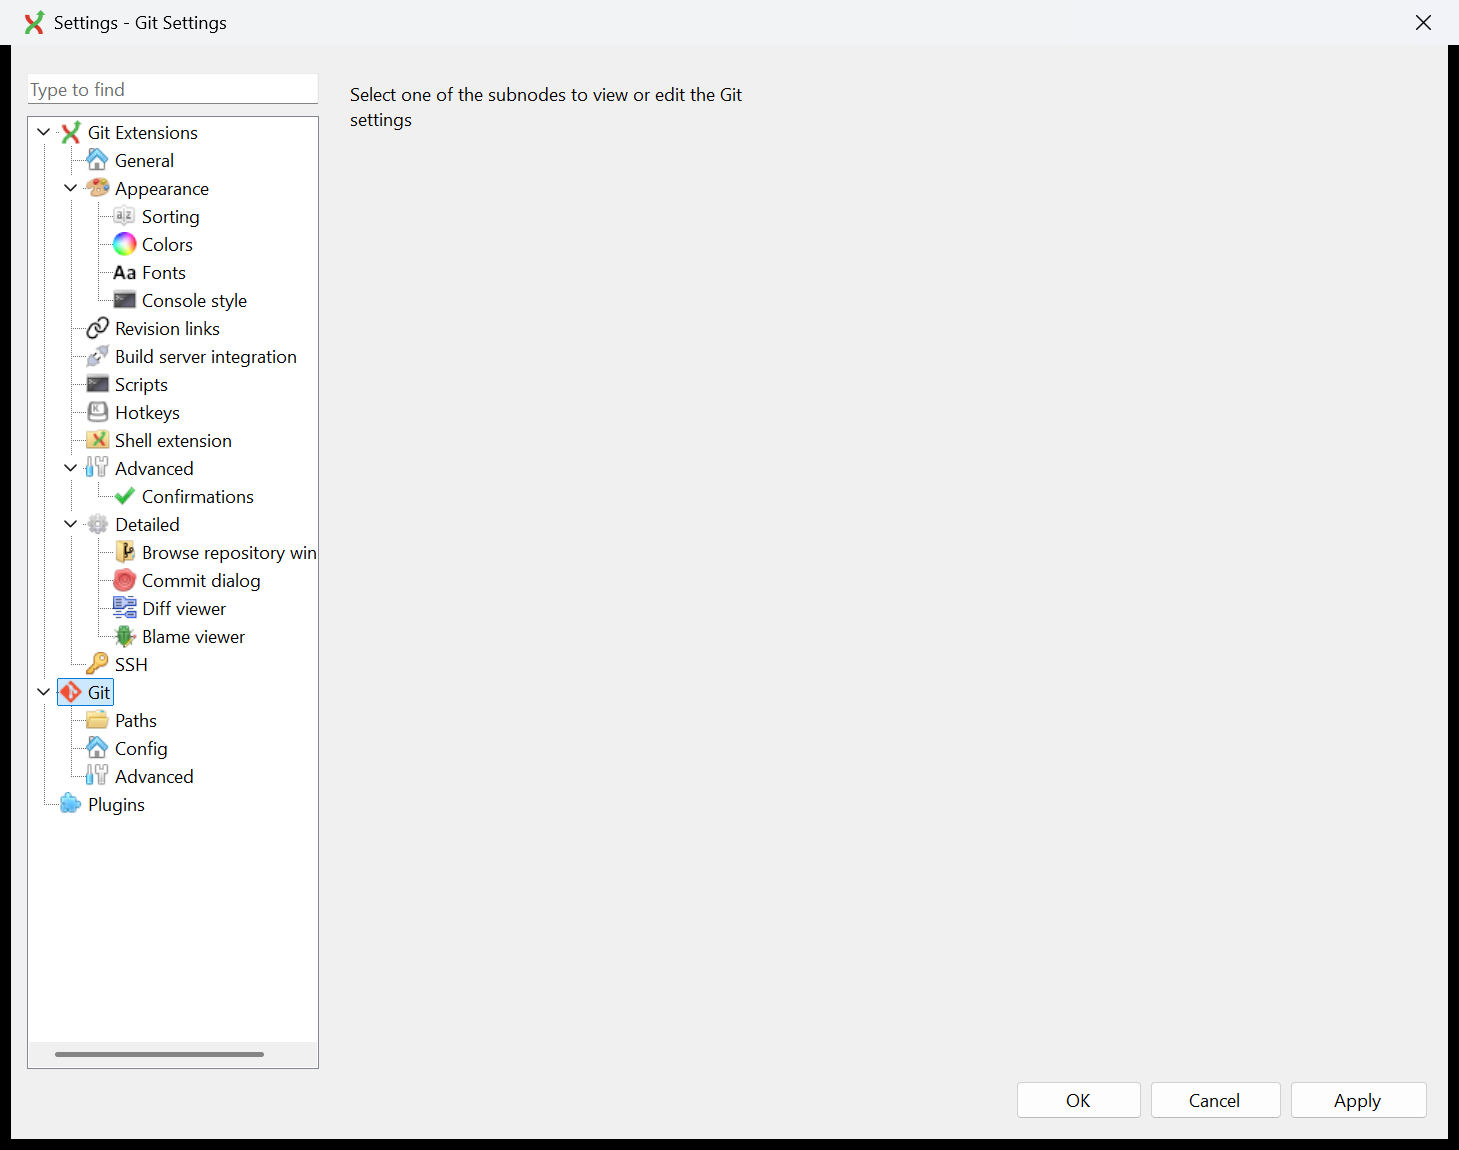 Settings - Git Settings
Type to find
Select one of the subnodes to view or edit the Git
settings
Git Extensions
General
Appearance
Sorting
Colors
Aa Fonts
Console style
Revision links
Build server integration
Scripts
Hotkeys
Shell extension
Advanced
Confirmations
Detailed
Browse repository win
Commit dialog
Diff viewer
Blame viewer
SSH
Git
Paths
Config
Advanced
Plugins
OK
Cancel
Apply